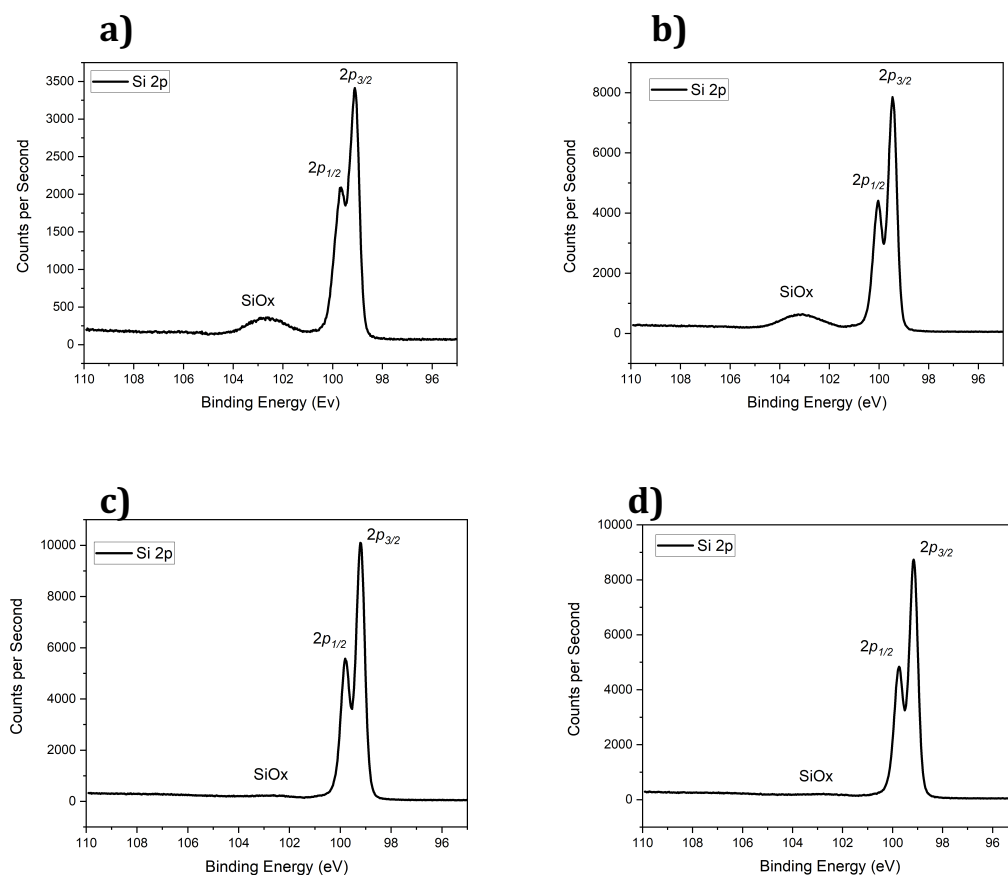 a)
Si 2p
2p3/2
2p1/2
SiOx
3500
3000
2500
2000
1500
1000
500
0
Counts per Second
110 108 106 104 102 100 98 96
Binding Energy (Ev)
b)
Si 2p
2p3/2
2p1/2
SiOx
8000
6000
4000
2000
0
Counts per Second
110 108 106 104 102 100 98 96
Binding Energy (eV)
c)
Si 2p
2p3/2
2p1/2
SiOx
10000
8000
6000
4000
2000
0
Counts per Second
110 108 106 104 102 100 98 96
Binding Energy (eV)
d)
Si 2p
2p3/2
2p1/2
SiOx
10000
8000
6000
4000
2000
0
Counts per Second
110 108 106 104 102 100 98 96
Binding Energy (eV)